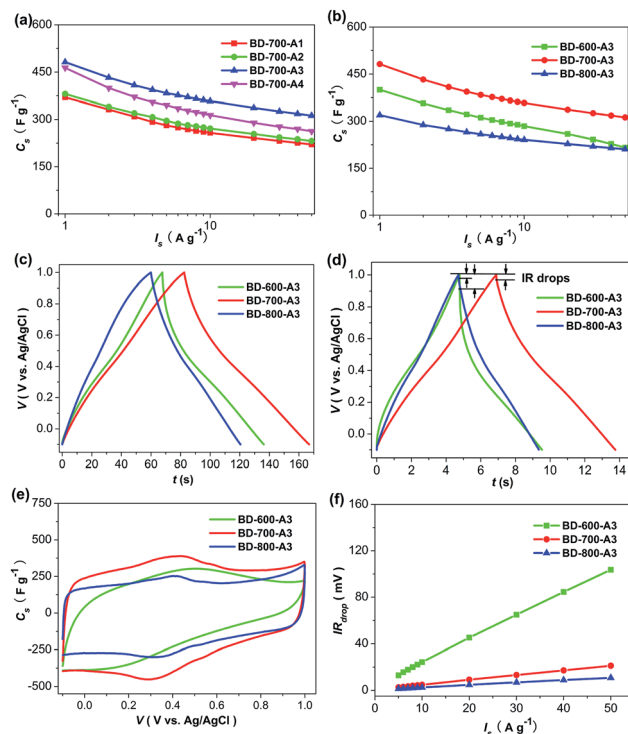 (a)
600
450
300
150
0
Cs (F g-1)
BD-700-A1
BD-700-A2
BD-700-A3
BD-700-A4
1
10
Is (A g-1)
(b)
600
450
300
150
0
Cs (F g-1)
BD-600-A3
BD-700-A3
BD-800-A3
1
10
Is (A g-1)
(c)
1.0
0.8
0.6
0.4
0.2
0.0
V (V vs. Ag/AgCl)
BD-600-A3
BD-700-A3
BD-800-A3
0 20 40 60 80 100 120 140 160
t (s)
(d)
1.0
0.8
0.6
0.4
0.2
0.0
V (V vs. Ag/AgCl)
IR drops
BD-600-A3
BD-700-A3
BD-800-A3
0 2 4 6 8 10 12 14
t (s)
(e)
750
500
250
0
-250
-500
Cs (F g-1)
BD-600-A3
BD-700-A3
BD-800-A3
0.0 0.2 0.4 0.6 0.8 1.0
V (V vs. Ag/AgCl)
(f)
160
120
80
40
0
IRdrop (mV)
BD-600-A3
BD-700-A3
BD-800-A3
0 10 20 30 40 50
Is (A g-1)